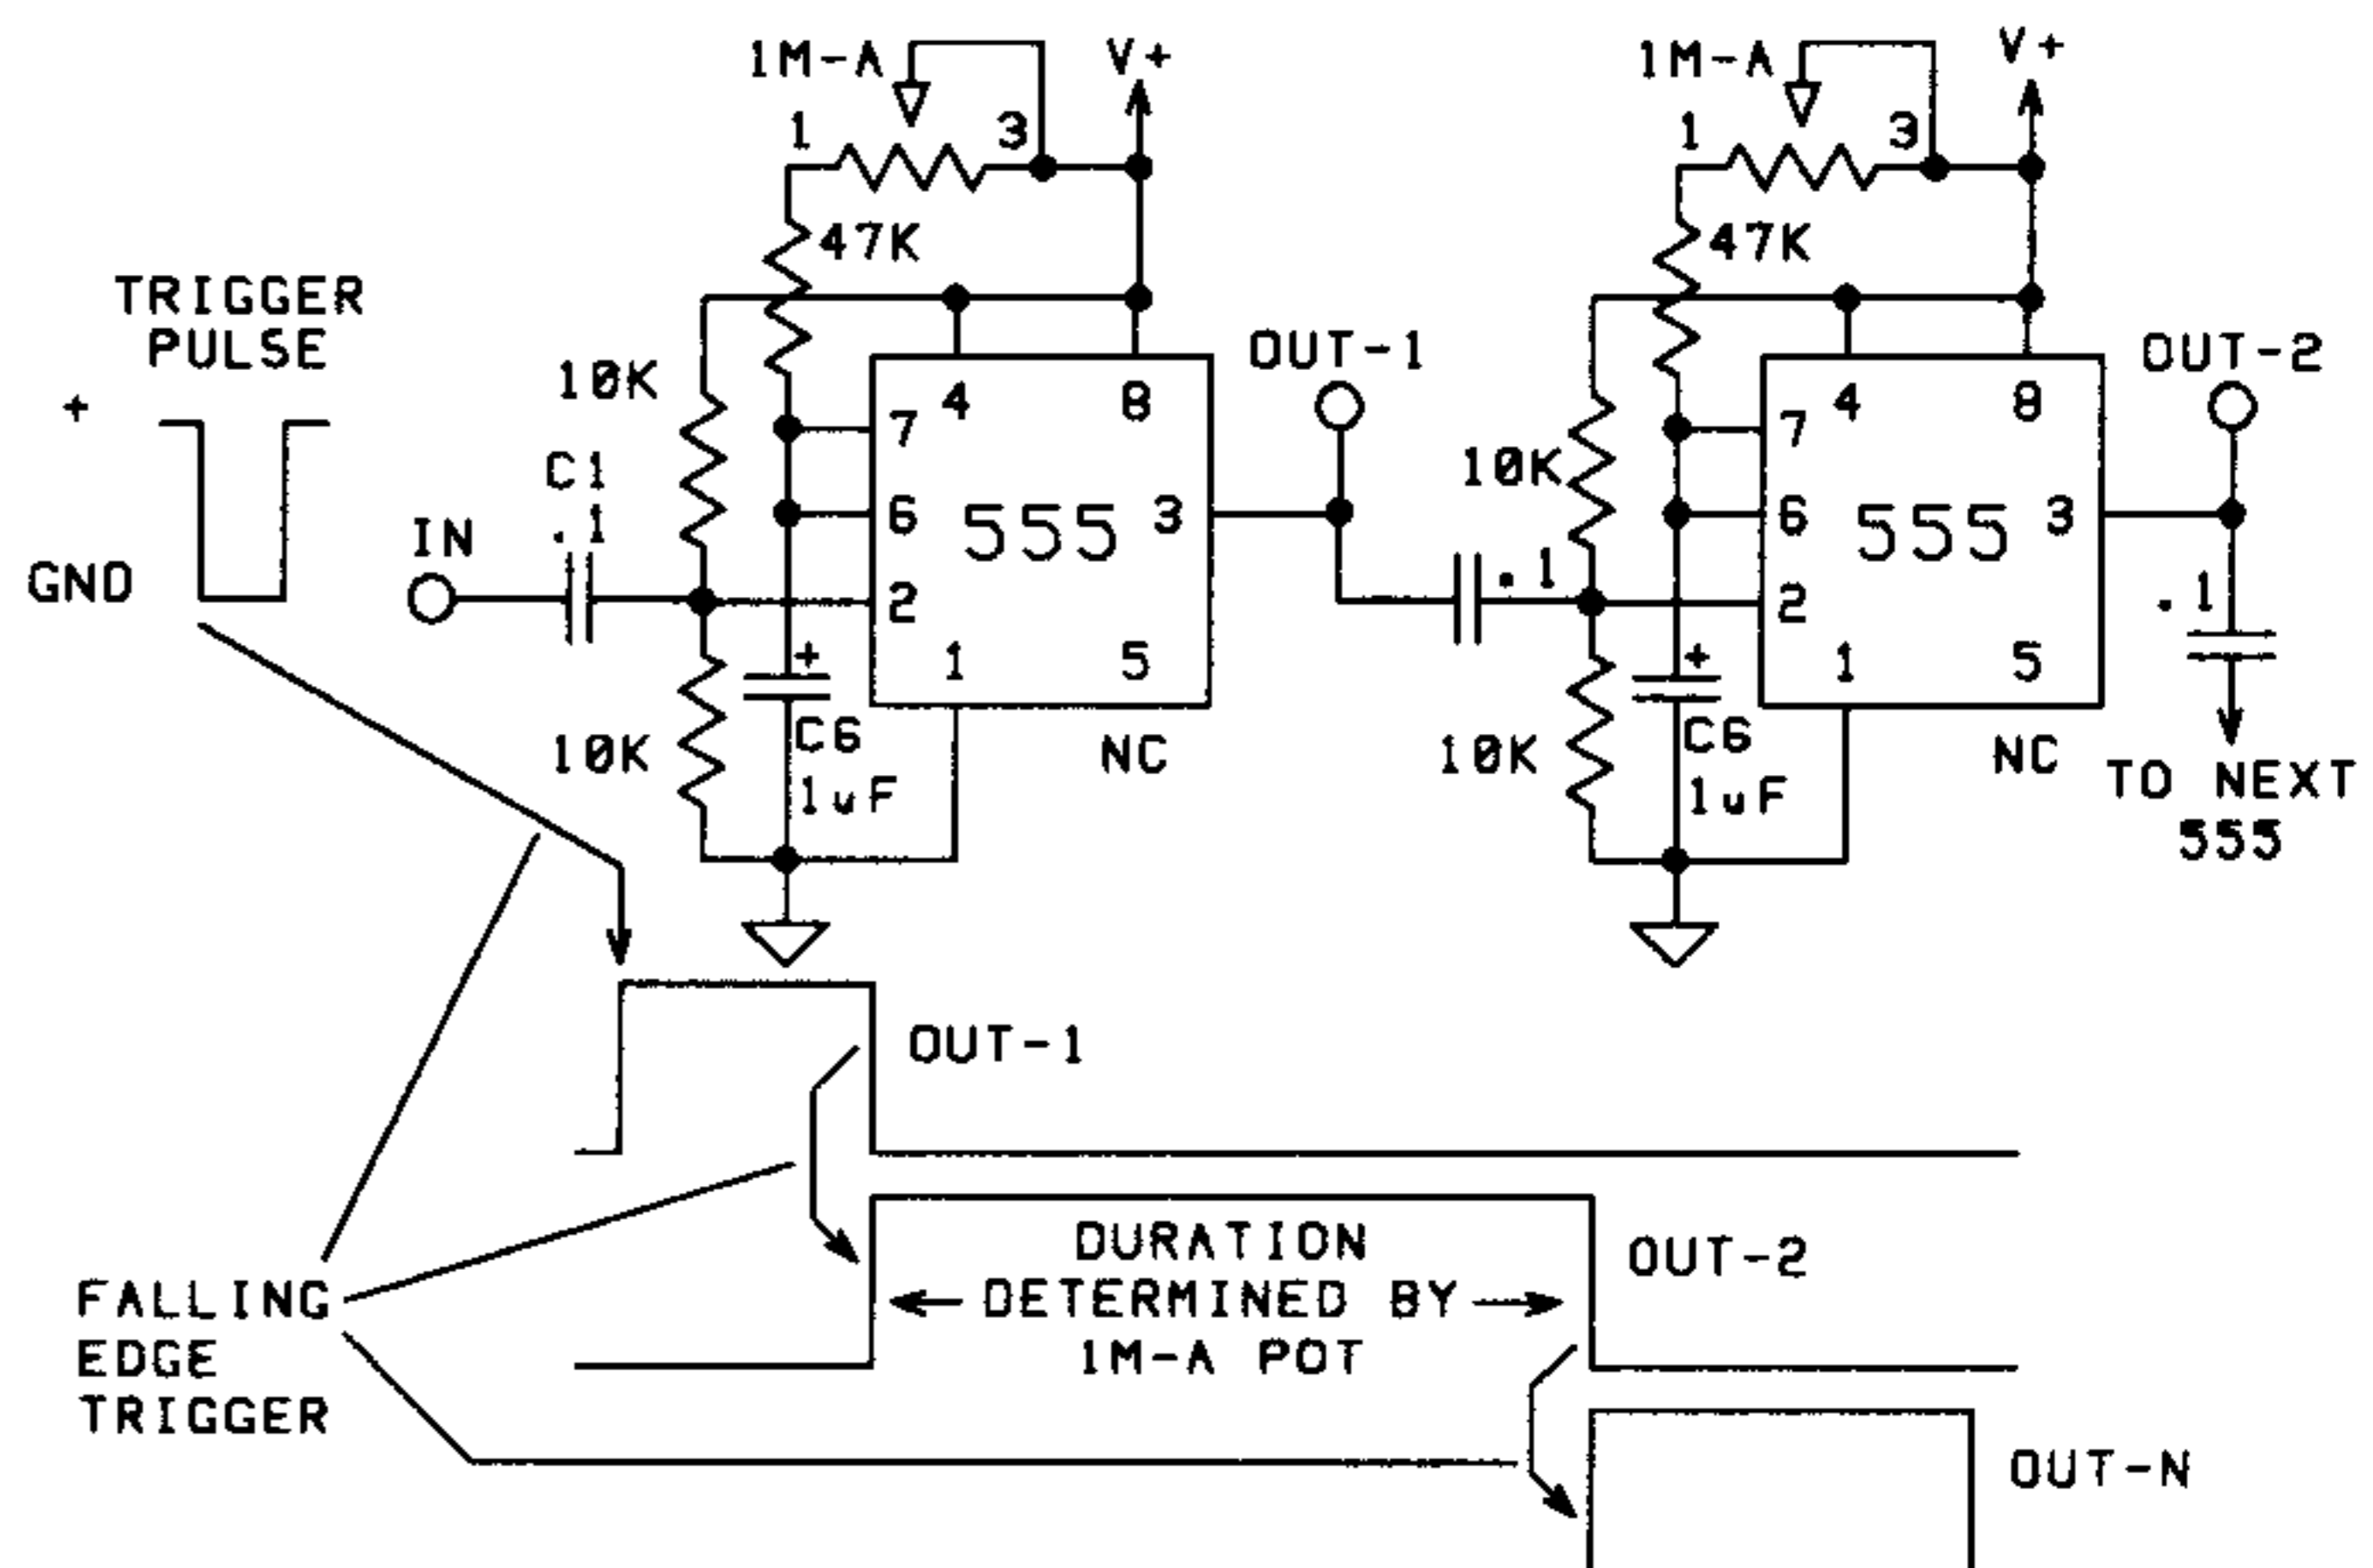 1M-A
V+
1M-A
V+
1
3
1
3
47K
47K
TRIGGER
PULSE
OUT-1
OUT-2
10K
4
8
4
8
+
7
7
C1
10K
.1
6
555
3
6
555
3
IN
GND
2
.1
2
.1
+
1
5
+
1
5
10K
C6
NC
10K
C6
NC
TO NEXT
1uF
1uF
555
OUT-1
DURATION
OUT-2
FALLING
DETERMINED BY
EDGE
1M-A POT
TRIGGER
OUT-N